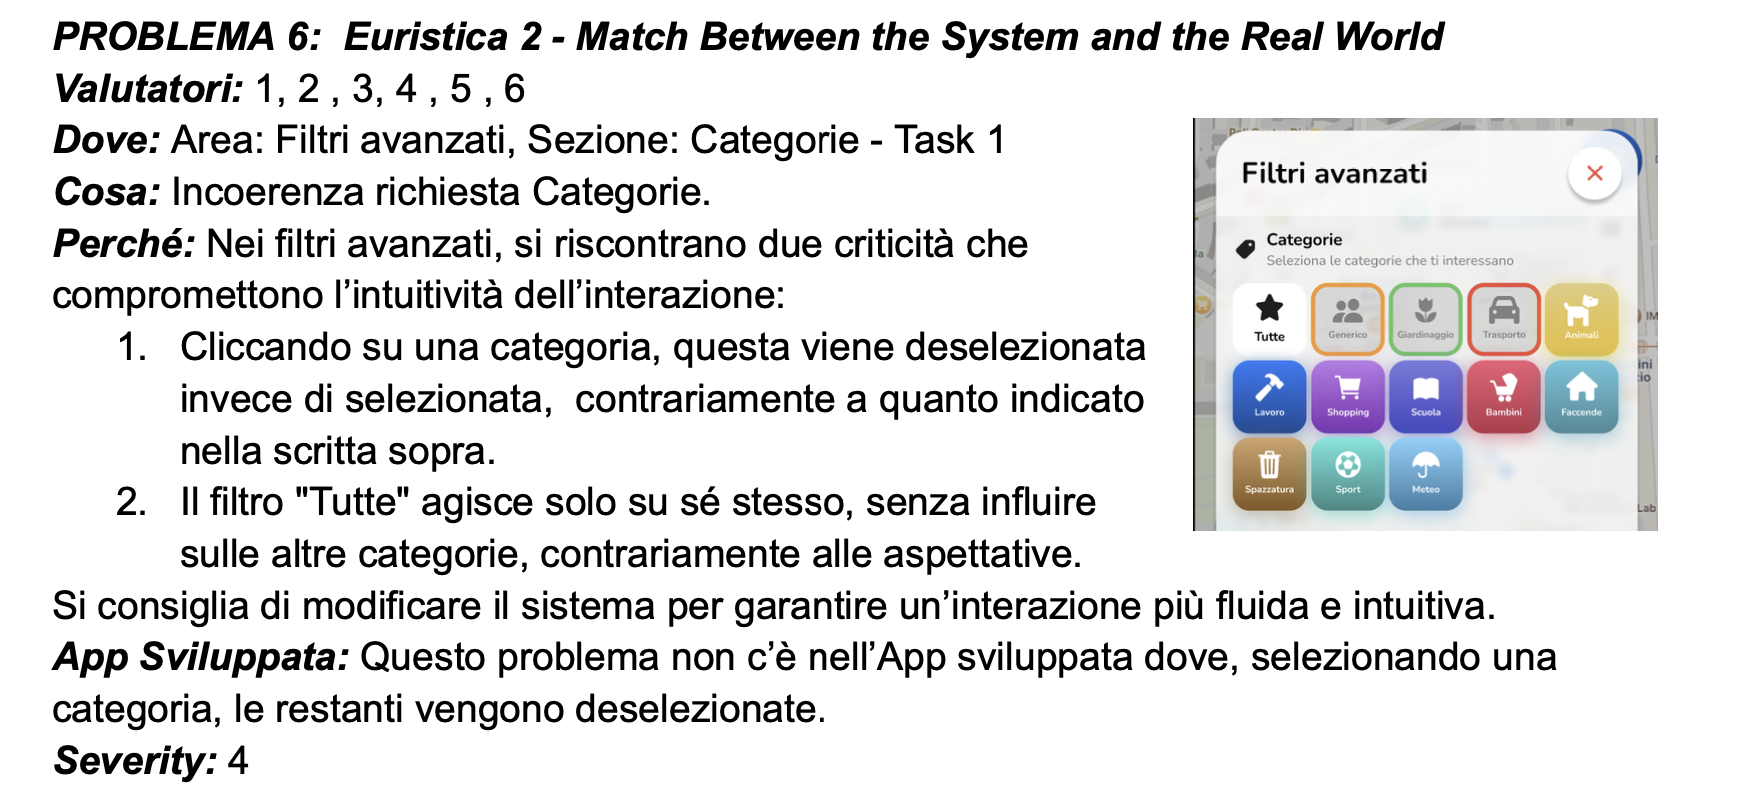 PROBLEMA 6:  Euristica 2 - Match Between the System and the Real World
Valutatori: 1, 2 , 3, 4 , 5 , 6
Dove: Area: Filtri avanzati, Sezione: Categorie - Task 1
Cosa: Incoerenza richiesta Categorie.
Perché: Nei filtri avanzati, si riscontrano due criticità che
compromettono l’intuitività dell’interazione:
1. Cliccando su una categoria, questa viene deselezionata
invece di selezionata,  contrariamente a quanto indicato
nella scritta sopra.
2. Il filtro "Tutte" agisce solo su sé stesso, senza influire
sulle altre categorie, contrariamente alle aspettative.
Si consiglia di modificare il sistema per garantire un’interazione più fluida e intuitiva.
App Sviluppata: Questo problema non c’è nell’App sviluppata dove, selezionando una
categoria, le restanti vengono deselezionate.
Severity: 4
Filtri avanzati
Categorie
Seleziona le categorie che ti interessano
Tutte Generico Giardinaggio Trasporto Animali
Lavoro Shopping Scuola Bambini Faccende
Spazzatura Sport Meteo
Lab